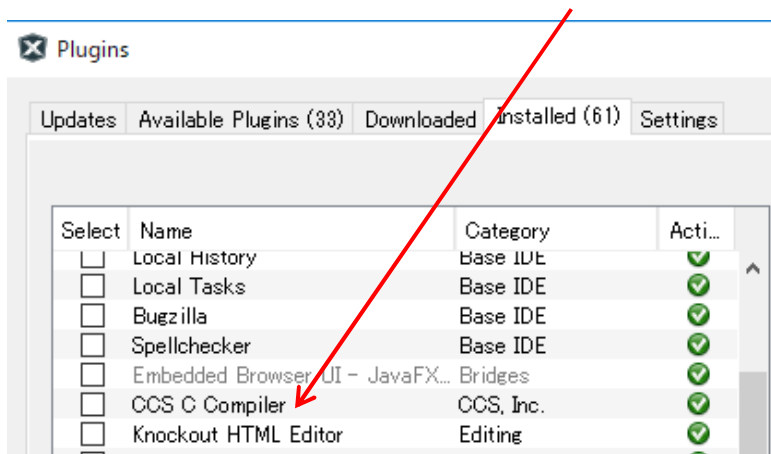 Plugins
Updates Available Plugins (33) Downloaded Installed (61) Settings
Select Name Category Acti...
Local History Base IDE
Local Tasks Base IDE
Bugzilla Base IDE
Spellchecker Base IDE
Embedded Browser UI - JavaFX... Bridges
CCS C Compiler CCS, Inc.
Knockout HTML Editor Editing